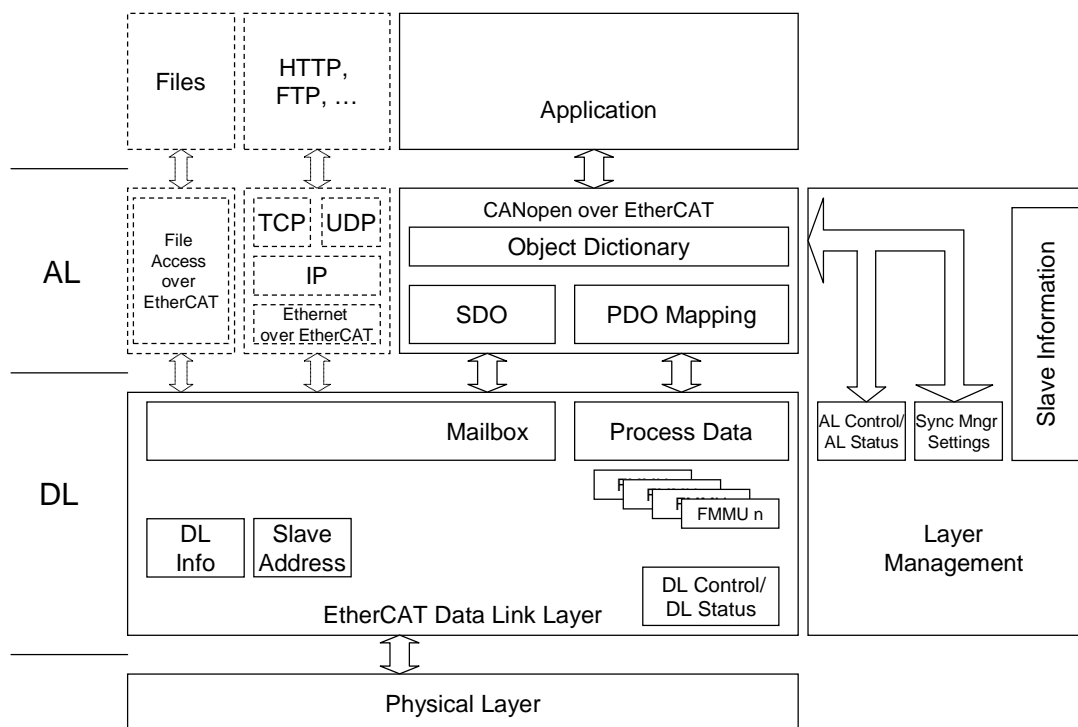 Files
HTTP,
FTP, …
Application
AL
File
Access
over
EtherCAT
TCP
UDP
IP
Ethernet
over EtherCAT
CANopen over EtherCAT
Object Dictionary
SDO
PDO Mapping
Slave Information
AL Control/
AL Status
Sync Mngr
Settings
Layer
Management
DL
Mailbox
Process Data
FMMU
FMMU n
DL
Info
Slave
Address
DL Control/
DL Status
EtherCAT Data Link Layer
Physical Layer